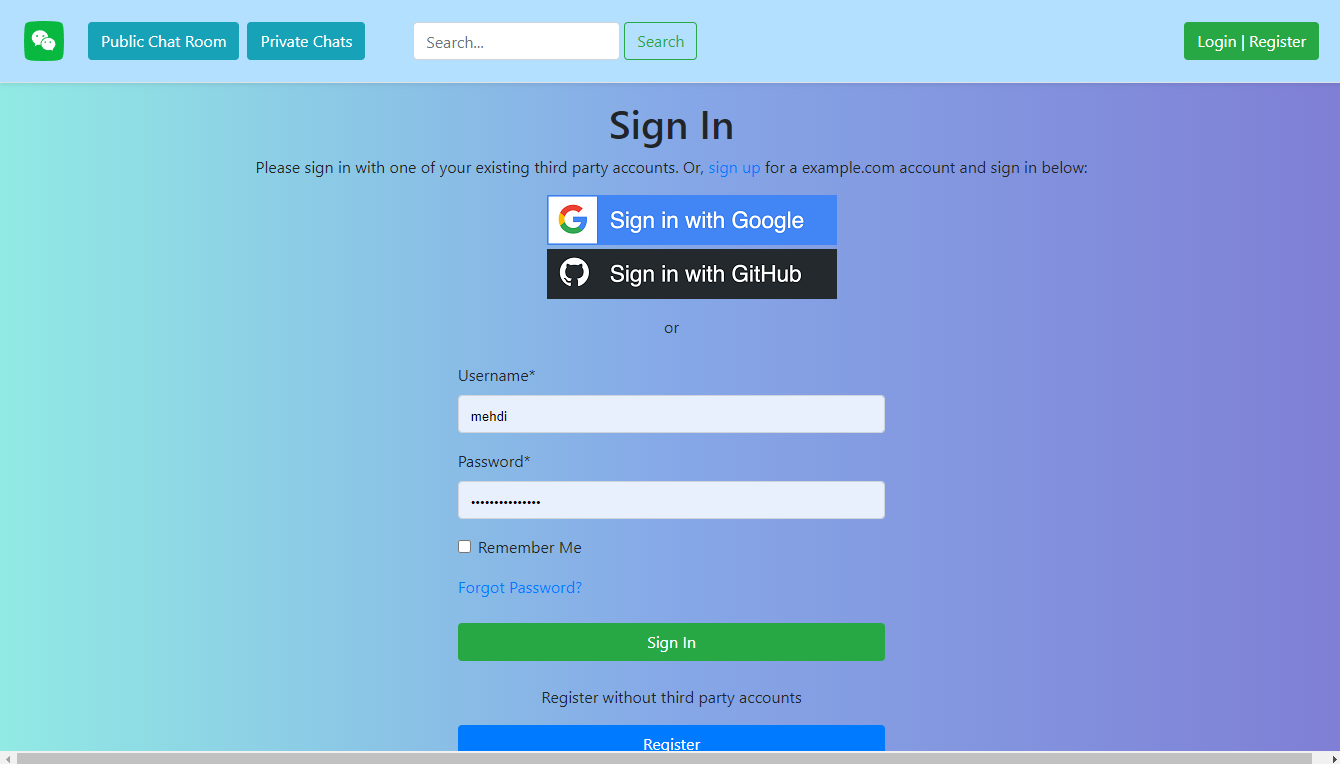 Public Chat Room Private Chats Search... Search Login | Register
Sign In
Please sign in with one of your existing third party accounts. Or, sign up for a example.com account and sign in below:
Sign in with Google
Sign in with GitHub
or
Username*
mehdi
Password*
•••••••••••••••
Remember Me
Forgot Password?
Sign In
Register without third party accounts
Register